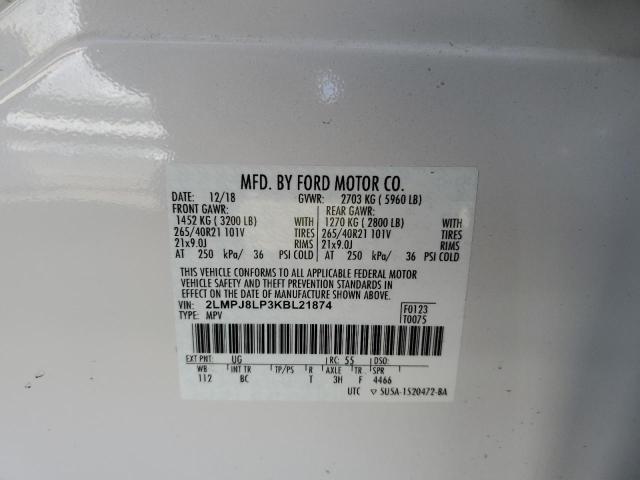 MFD. BY FORD MOTOR CO.
DATE: 12/18 GVWR: 2703 KG ( 5960 LB)
FRONT GAWR: REAR GAWR:
1452 KG ( 3200 LB) WITH 1270 KG ( 2800 LB) WITH
265/40R21 101V TIRES 265/40R21 101V TIRES
21x9.0J RIMS 21x9.0J RIMS
AT 250 kPa/ 36 PSI COLD AT 250 kPa/ 36 PSI COLD
THIS VEHICLE CONFORMS TO ALL APPLICABLE FEDERAL MOTOR
VEHICLE SAFETY AND THEFT PREVENTION STANDARDS IN
EFFECT ON THE DATE OF MANUFACTURE SHOWN ABOVE.
VIN: 2LMPJ8LP3KBL21874 F0123
TYPE: MPV T0075
EXT PNT: UG RC: 55 DSO:
WB INT TR TP/PS R AXLE TR SPR
112 BC T 3H F 4466
UTC ▽ 5U5A-1520472-BA